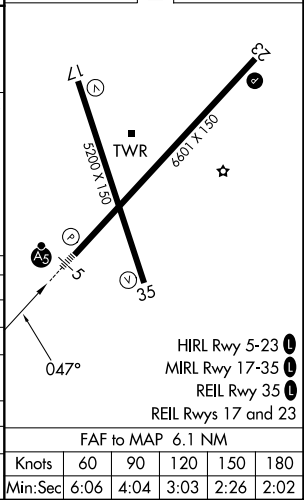 23
P
17
V
TWR
5200 X 150
6601 X 150
P
A5
5
V
35
047°
HIRL Rwy 5-23 L
MIRL Rwy 17-35 L
REIL Rwy 35 L
REIL Rwys 17 and 23
FAF to MAP 6.1 NM
Knots 60 90 120 150 180
Min:Sec 6:06 4:04 3:03 2:26 2:02